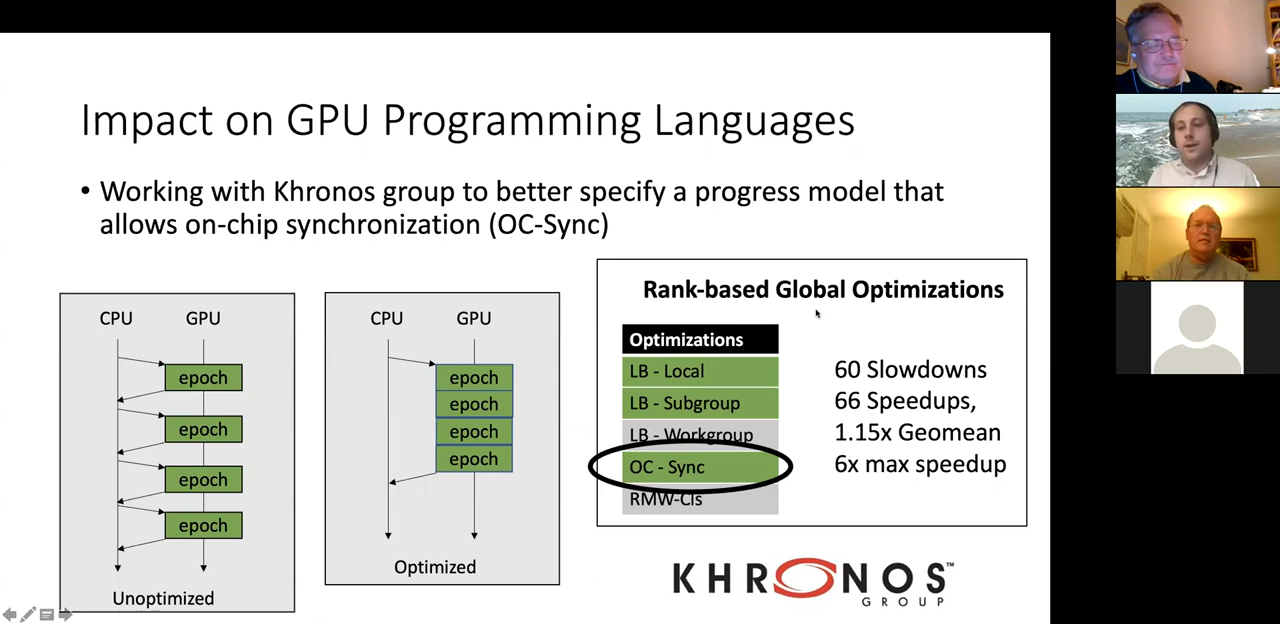 Impact on GPU Programming Languages
• Working with Khronos group to better specify a progress model that
allows on-chip synchronization (OC-Sync)
CPU GPU
epoch
epoch
epoch
epoch
Unoptimized
CPU GPU
epoch
epoch
epoch
epoch
Optimized
Rank-based Global Optimizations
Optimizations
LB - Local
LB - Subgroup
LB - Workgroup
OC - Sync
RMW-Cls
60 Slowdowns
66 Speedups,
1.15x Geomean
6x max speedup
KHRONOS™
GROUP